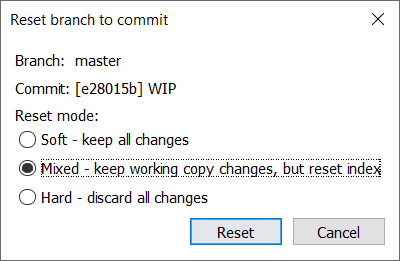 Reset branch to commit
Branch: master
Commit: [e28015b] WIP
Reset mode:
Soft - keep all changes
Mixed - keep working copy changes, but reset index
Hard - discard all changes
Reset Cancel